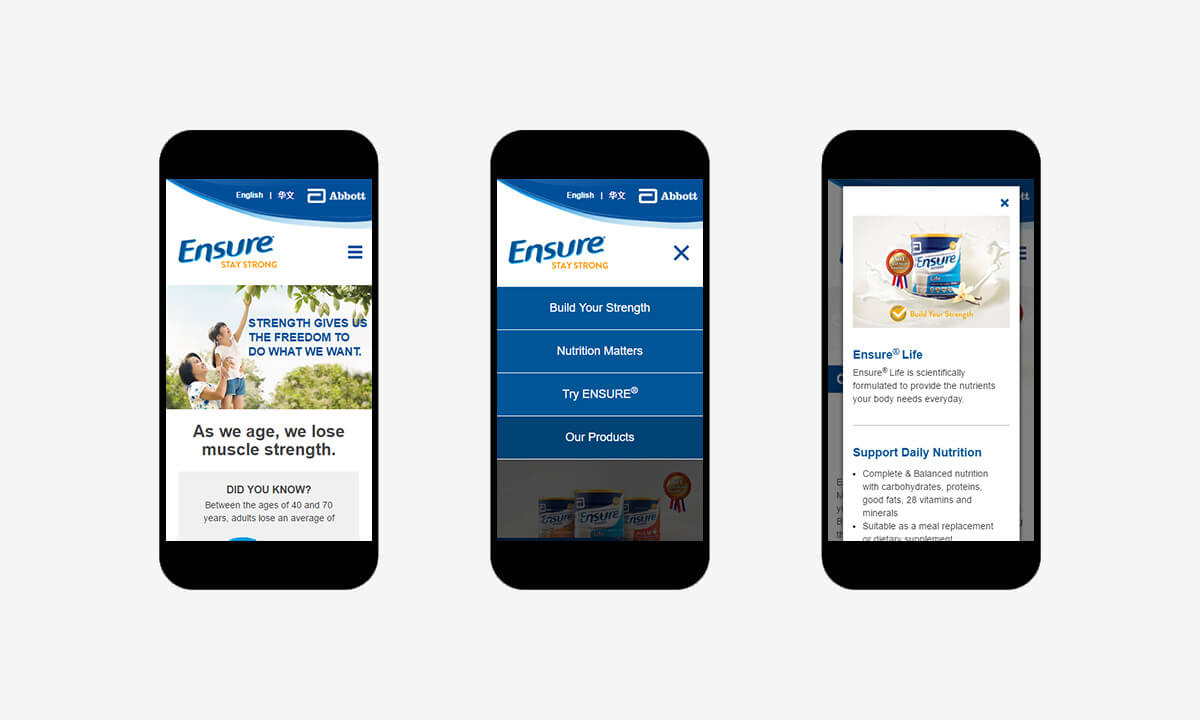 English | 华文 Abbott
Ensure
STAY STRONG
STRENGTH GIVES US
THE FREEDOM TO
DO WHAT WE WANT.
As we age, we lose
muscle strength.
DID YOU KNOW?
Between the ages of 40 and 70
years, adults lose an average of
English | 华文 Abbott
Ensure®
STAY STRONG
Build Your Strength
Nutrition Matters
Try ENSURE®
Our Products
Ensure
Ensure
Ensure
Ensure
Life
Build Your Strength
Ensure® Life
Ensure® Life is scientifically
formulated to provide the nutrients
your body needs everyday.
Support Daily Nutrition
• Complete & Balanced nutrition
with carbohydrates, proteins,
good fats, 28 vitamins and
minerals
• Suitable as a meal replacement
or dietary supplement